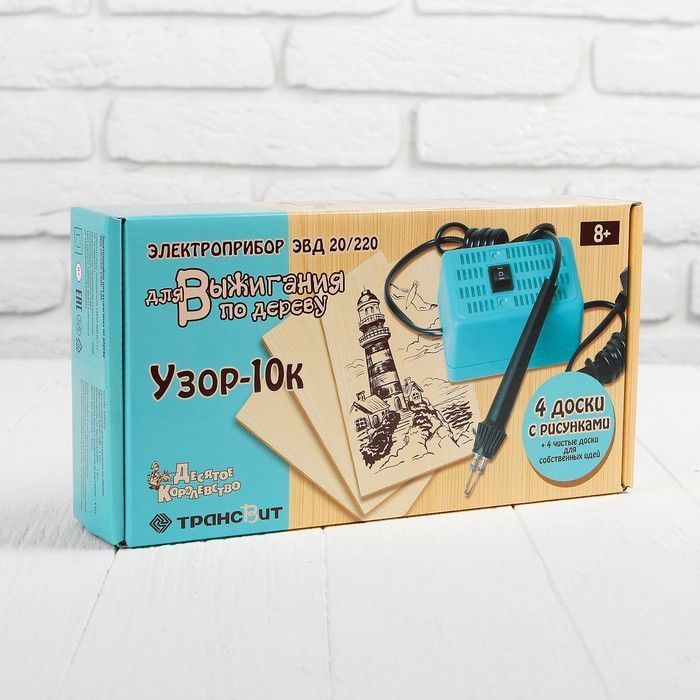 ЭЛЕКТРОПРИБОР ЭВД 20/220
для Выжигания
по дереву
Узор-10к
8+
4 доски
с рисунками
+ 4 чистые доски
для
собственных идей
Десятое
Королевство
ТРАНСВИТ
EAC